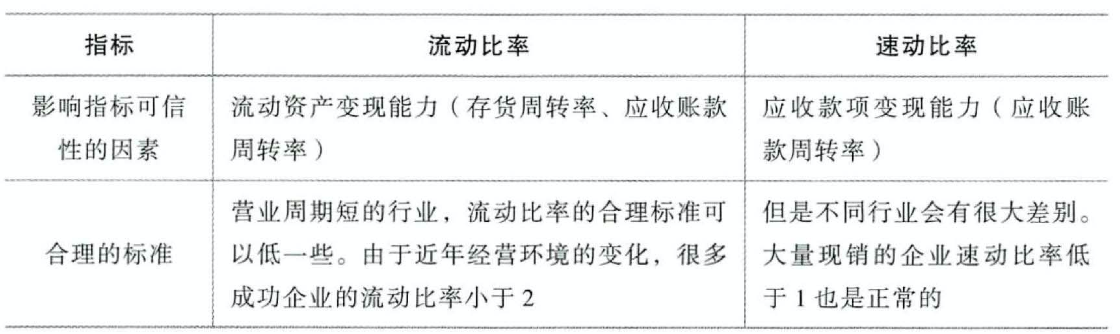 指标 流动比率 速动比率
影响指标可信性的因素
流动资产变现能力（存货周转率、应收账款
周转率）
应收款项变现能力（应收账
款周转率）
合理的标准
营业周期短的行业，流动比率的合理标准可
以低一些。由于近年经营环境的变化，很多
成功企业的流动比率小于2
但是不同行业会有很大差别。
大量现销的企业速动比率低
于1也是正常的